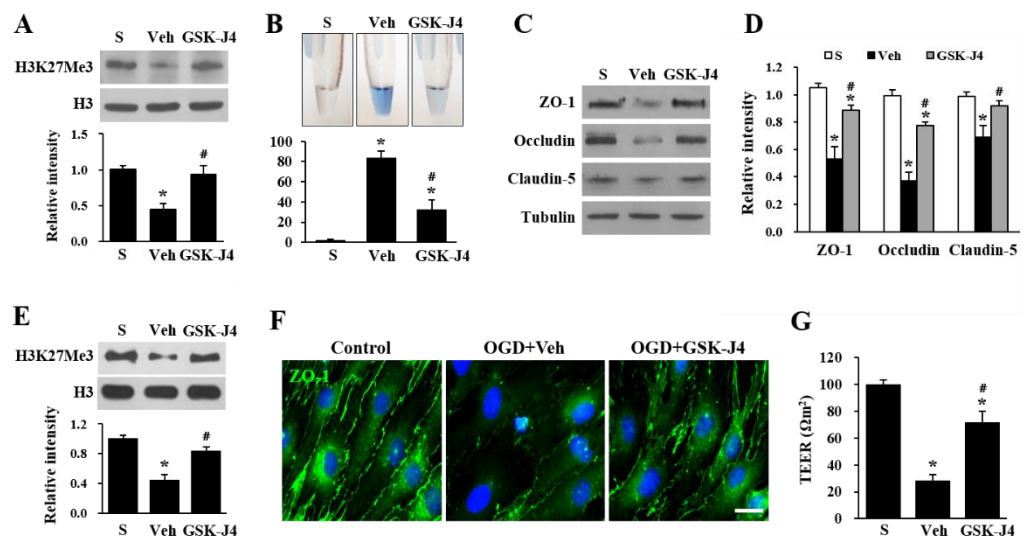 A
S Veh GSK-J4
H3K27Me3
H3
Relative intensity
1.5
1.0
0.5
0.0
*
#
S Veh GSK-J4
B
S Veh GSK-J4
100
80
60
40
20
0
*
#
*
S Veh GSK-J4
C
S Veh GSK-J4
ZO-1
Occludin
Claudin-5
Tubulin
D
S Veh GSK-J4
Relative intensity
1.2
1.0
0.8
0.6
0.4
0.2
0.0
#
*
*
#
*
*
#
*
ZO-1 Occludin Claudin-5
E
S Veh GSK-J4
H3K27Me3
H3
Relative intensity
1.2
0.8
0.4
0.0
*
#
S Veh GSK-J4
F
Control OGD+Veh OGD+GSK-J4
ZO-1
G
TEER (Ωm²)
120
100
80
60
40
20
0
*
#
*
S Veh GSK-J4